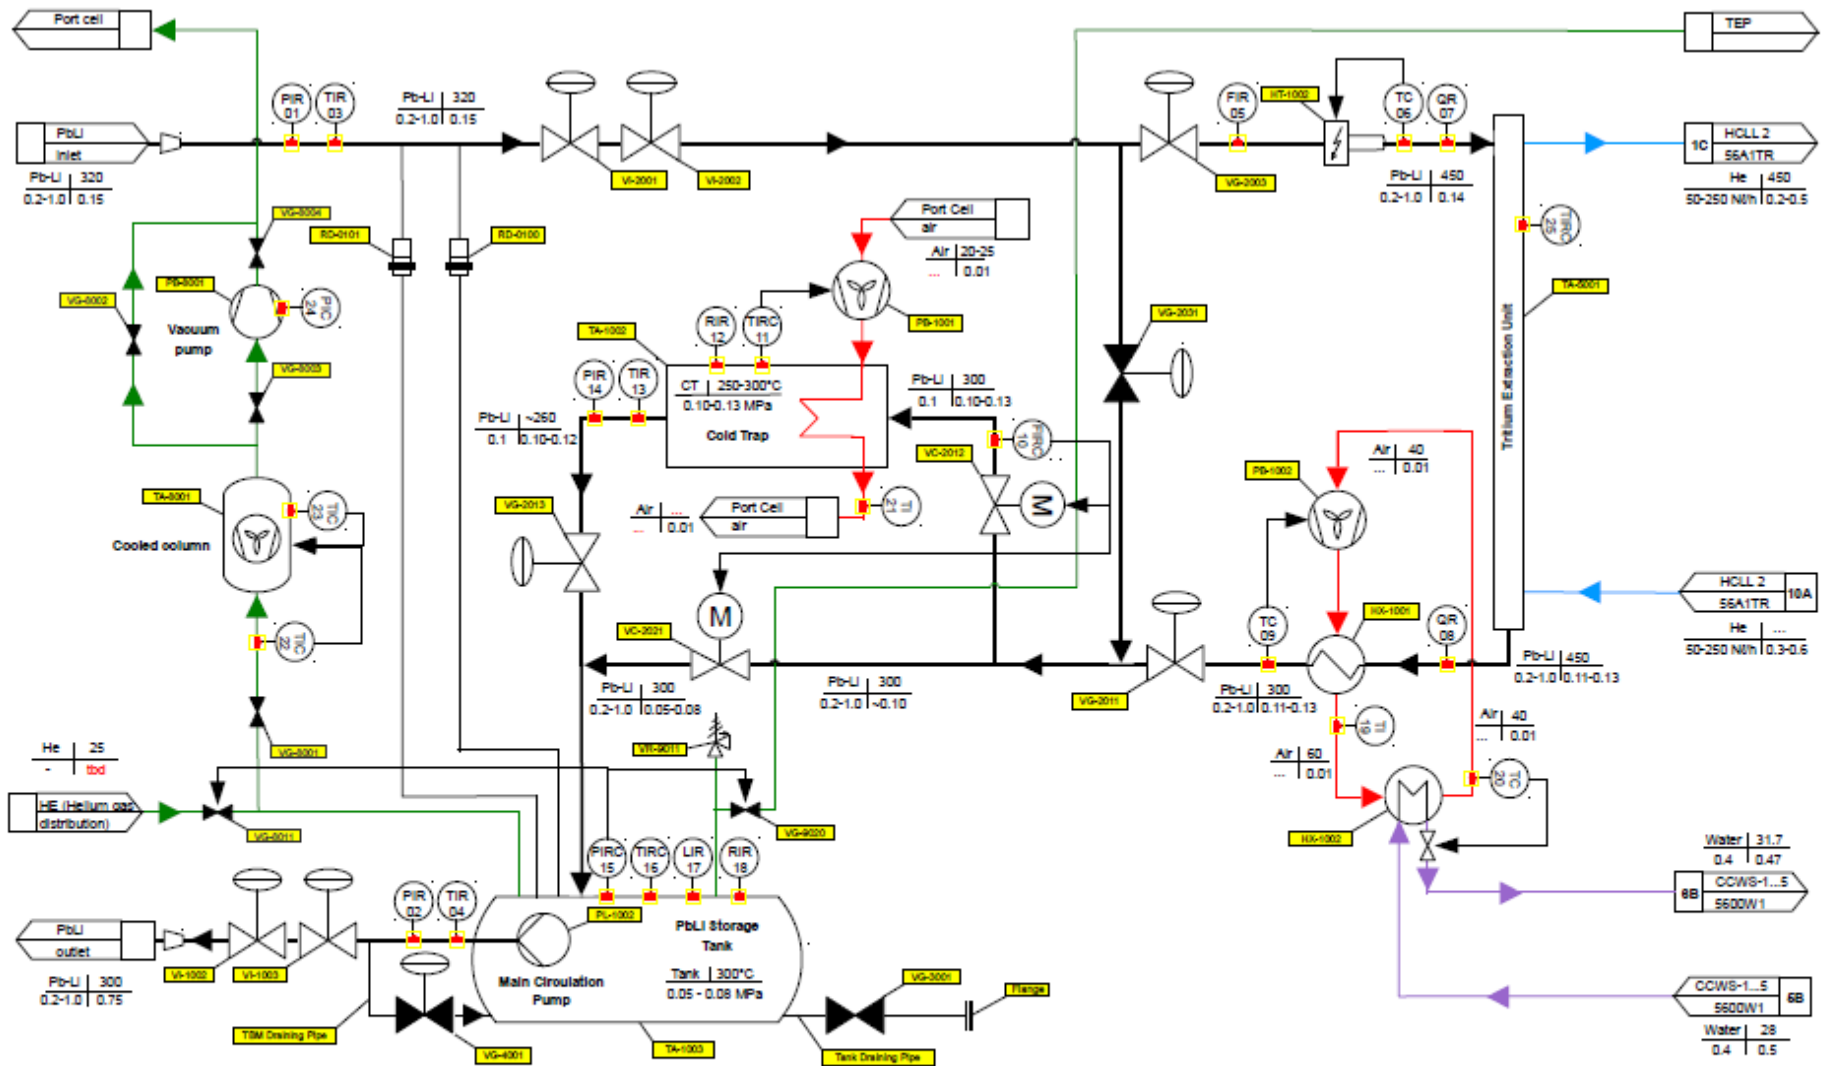 Port cell
TEP
PIR
01
TIR
03
Pb-Li | 320
0.2-1.0 | 0.15
FIR
05
HT-1002
TC
06
QR
07
PbLi
inlet
Pb-Li | 320
0.2-1.0 | 0.15
VI-2001
VI-2002
VG-2003
Pb-Li | 450
0.2-1.0 | 0.14
1C
HCLL 2
56A1TR
He | 450
50-250 Nl/h | 0.2-0.5
VG-8004
RD-0101
RD-0100
Port Cell
air
Air | 20-25
... | 0.01
TIRC
25
PB-8001
VG-8002
PIC
24
Vacuum
pump
TA-1002
RIR
12
TIRC
11
PB-1001
VG-2031
TA-5001
Tritium Extraction Unit
VG-8003
PIR
14
TIR
13
CT | 250-300°C
0.10-0.13 MPa
Cold Trap
Pb-Li | 300
0.1 | 0.10-0.13
Pb-Li | ~260
0.1 | 0.10-0.12
FIRC
10
VC-2012
Air | 40
... | 0.01
PB-1002
TA-8001
TIC
23
Cooled column
VG-2013
Air | ...
... | 0.01
Port Cell
air
TI
21
M
HCLL 2
56A1TR
10A
He | ...
50-250 Nl/h | 0.3-0.6
TIC
22
M
VC-2021
TC
09
HX-1001
QR
08
Pb-Li | 450
0.2-1.0 | 0.11-0.13
Pb-Li | 300
0.2-1.0 | 0.05-0.08
Pb-Li | 300
0.2-1.0 | ~0.10
VG-2011
Pb-Li | 300
0.2-1.0 | 0.11-0.13
TI
19
Air | 40
... | 0.01
VG-8001
He | 25
- | tbd
VR-9011
Air | 60
... | 0.01
TC
20
HE (Helium gas
distribution)
VG-8011
VG-9020
HX-1002
Water | 31.7
0.4 | 0.47
PIRC
15
TIRC
16
LIR
17
RIR
18
6B
CCWS-1...5
5600W1
PIR
02
TIR
04
PL-1002
PbLi Storage
Tank
PbLi
outlet
VI-1002
VI-1003
Pb-Li | 300
0.2-1.0 | 0.75
Main Circulation
Pump
Tank | 300°C
0.05 - 0.08 MPa
VG-3001
Flange
CCWS-1...5
5600W1
5B
Water | 28
0.4 | 0.5
TBM Draining Pipe
VG-4001
TA-1003
Tank Draining Pipe